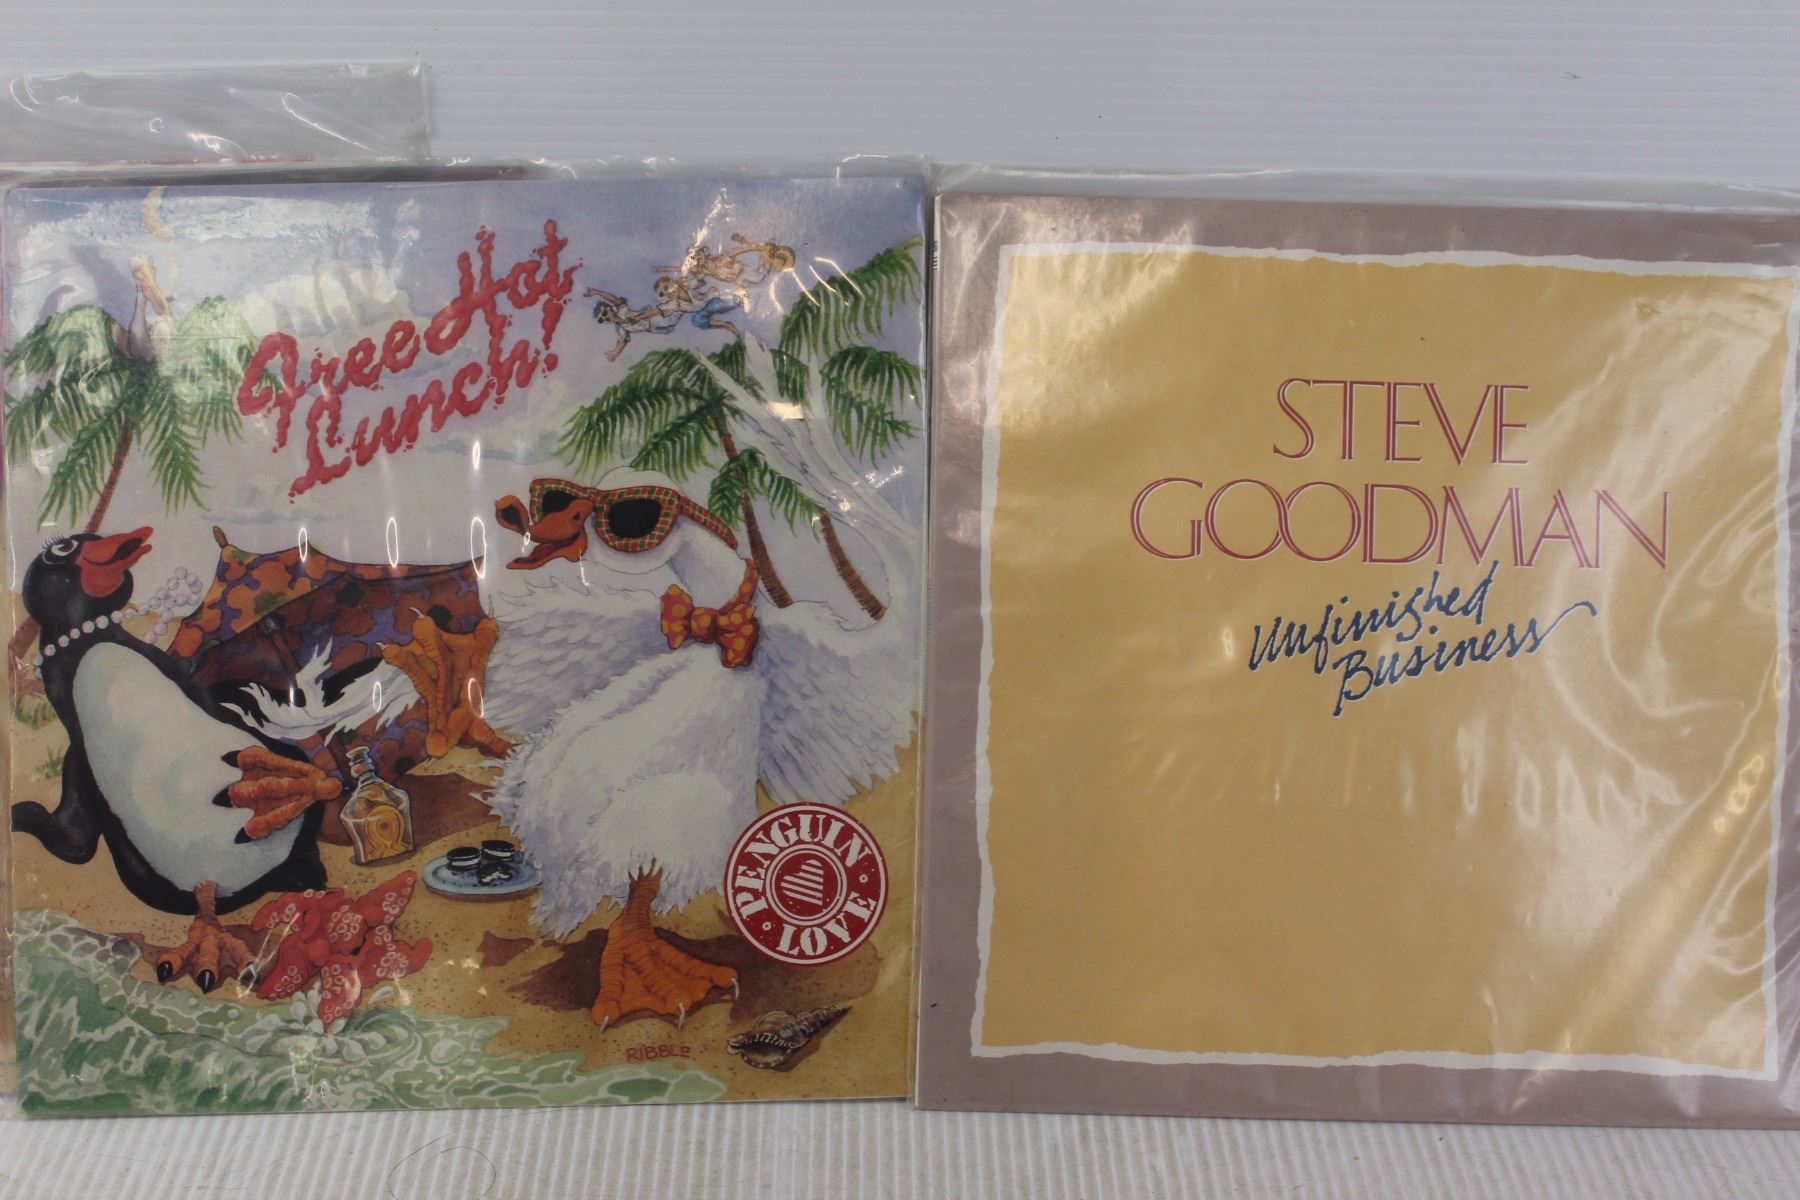 Free Hot
Lunch!
PENGUIN
LOVE
RIBBLE
STEVE
GOODMAN
Unfinished
Business